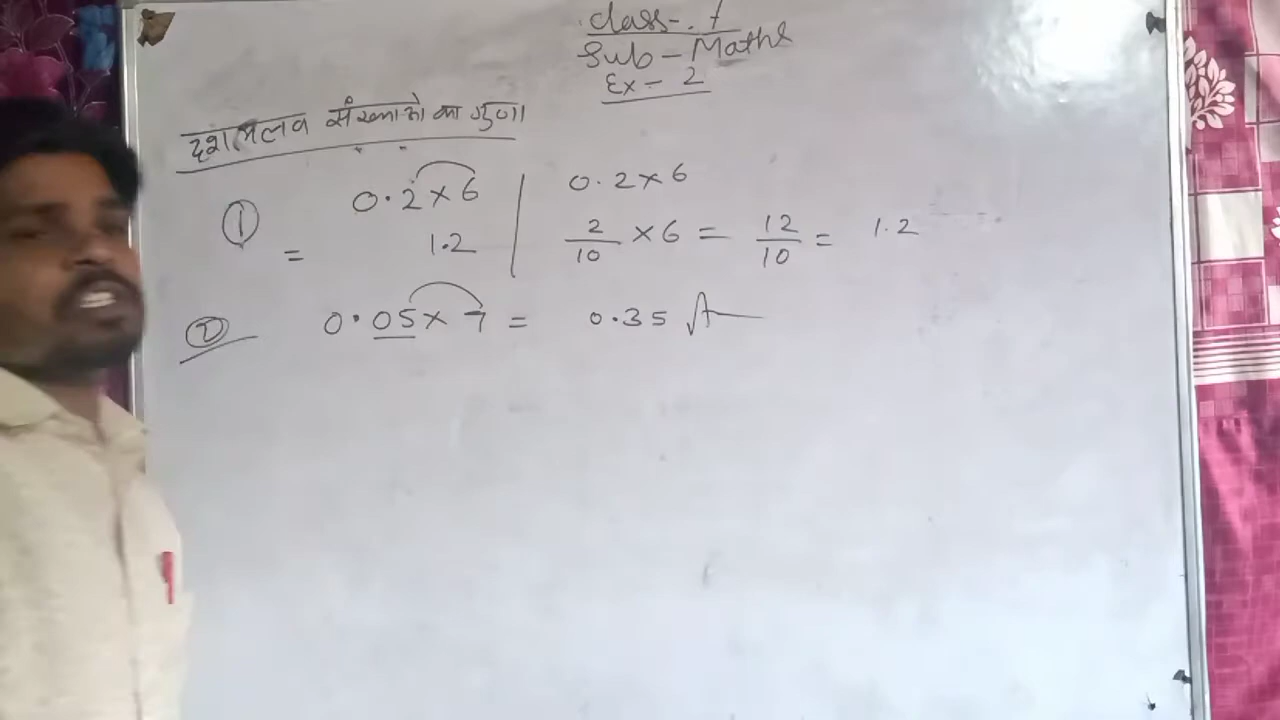 class-.7
Sub-Maths
Ex-2
दशमलव संख्याओ का गुणा
① 0.2×6
= 1.2
0.2×6
2/10 ×6 = 12/10 = 1.2
② 0.05×7 = 0.35